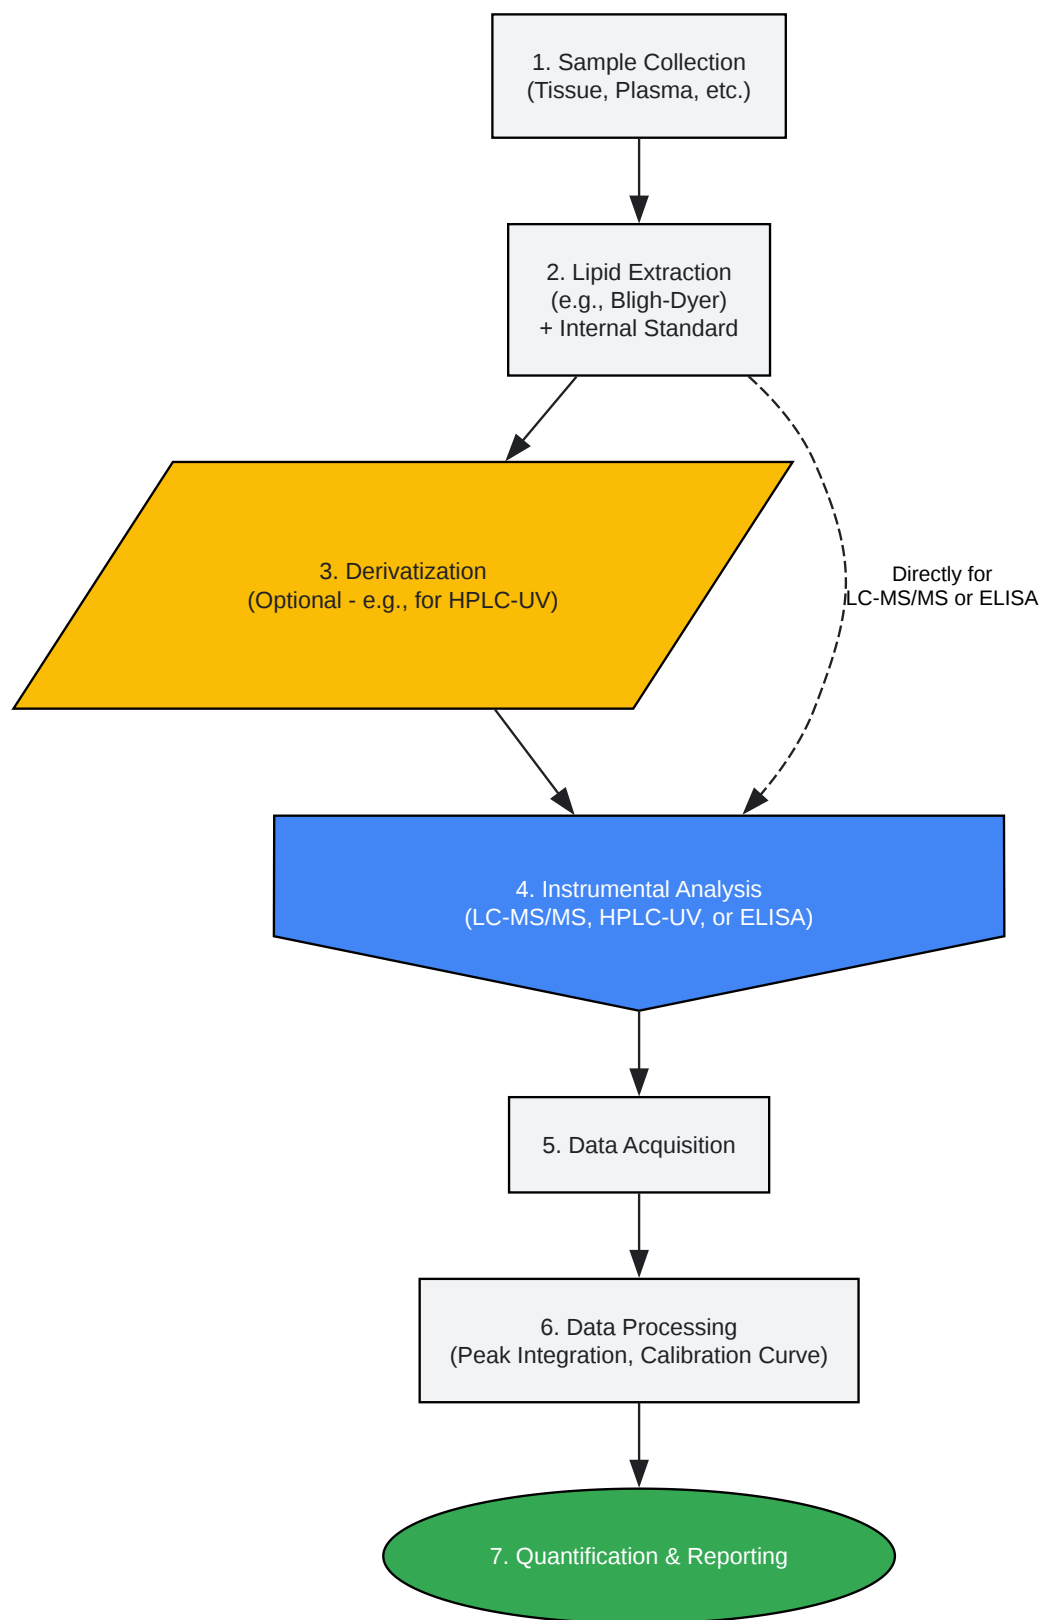 1. Sample Collection
(Tissue, Plasma, etc.)
2. Lipid Extraction
(e.g., Bligh-Dyer)
+ Internal Standard
3. Derivatization
(Optional - e.g., for HPLC-UV)
Directly for
LC-MS/MS or ELISA
4. Instrumental Analysis
(LC-MS/MS, HPLC-UV, or ELISA)
5. Data Acquisition
6. Data Processing
(Peak Integration, Calibration Curve)
7. Quantification & Reporting